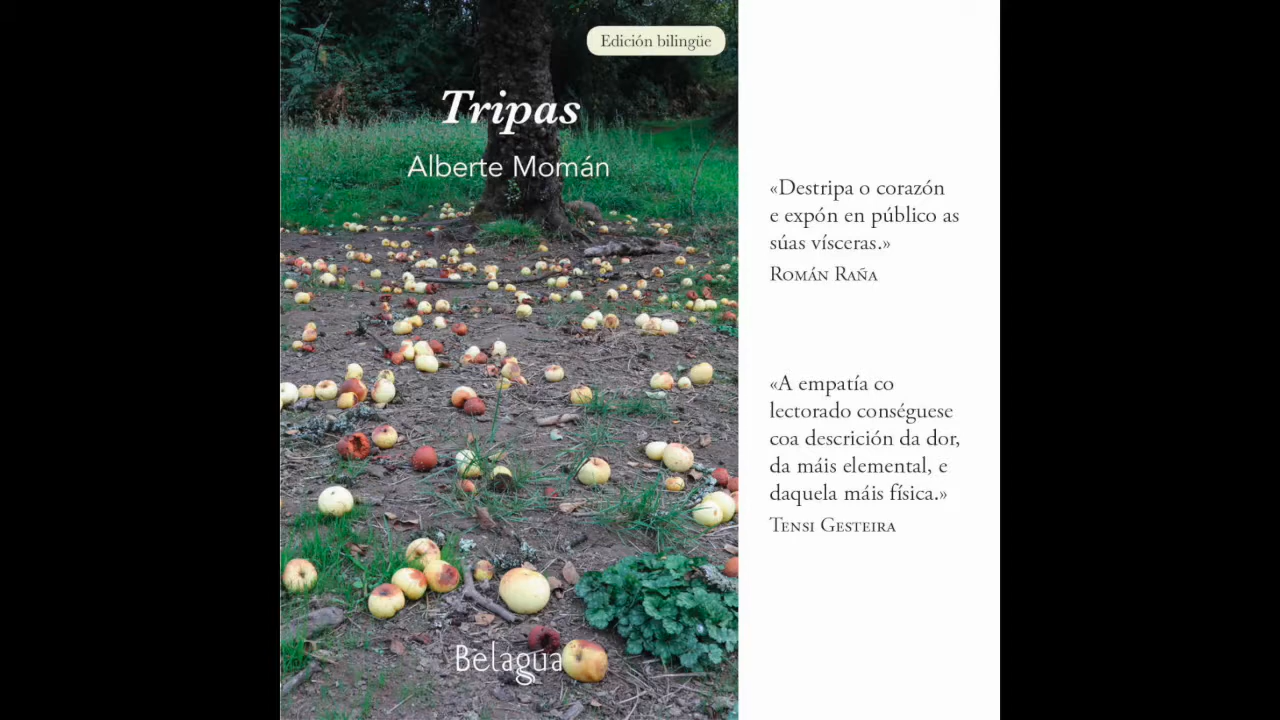 Edición bilingüe
Tripas
Alberte Momán
Belagua
«Destripa o corazón
e expón en público as
súas vísceras.»
Román Raña
«A empatía co
lectorado conséguese
coa descrición da dor,
da máis elemental, e
daquela máis física.»
Tensi Gesteira